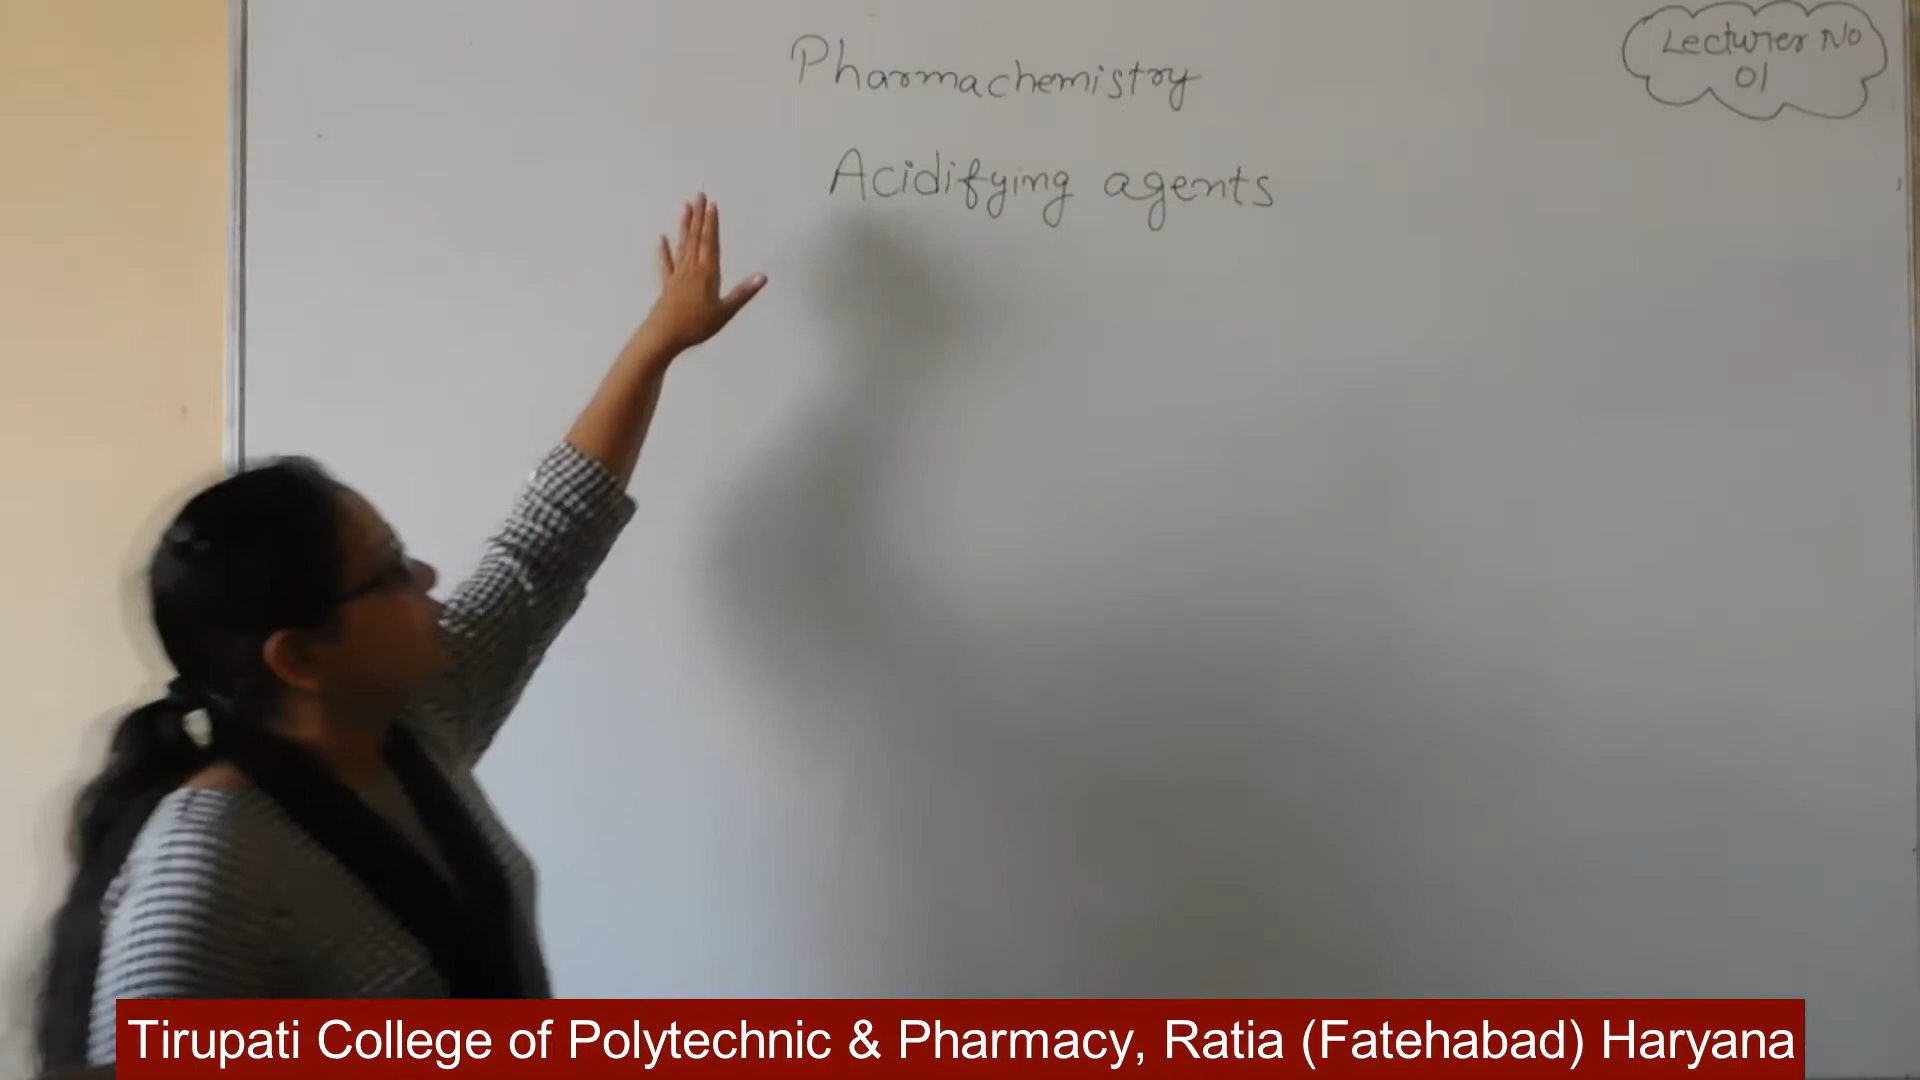 Pharmachemistry
Lecturer No
01
Acidifying agents
Tirupati College of Polytechnic & Pharmacy, Ratia (Fatehabad) Haryana